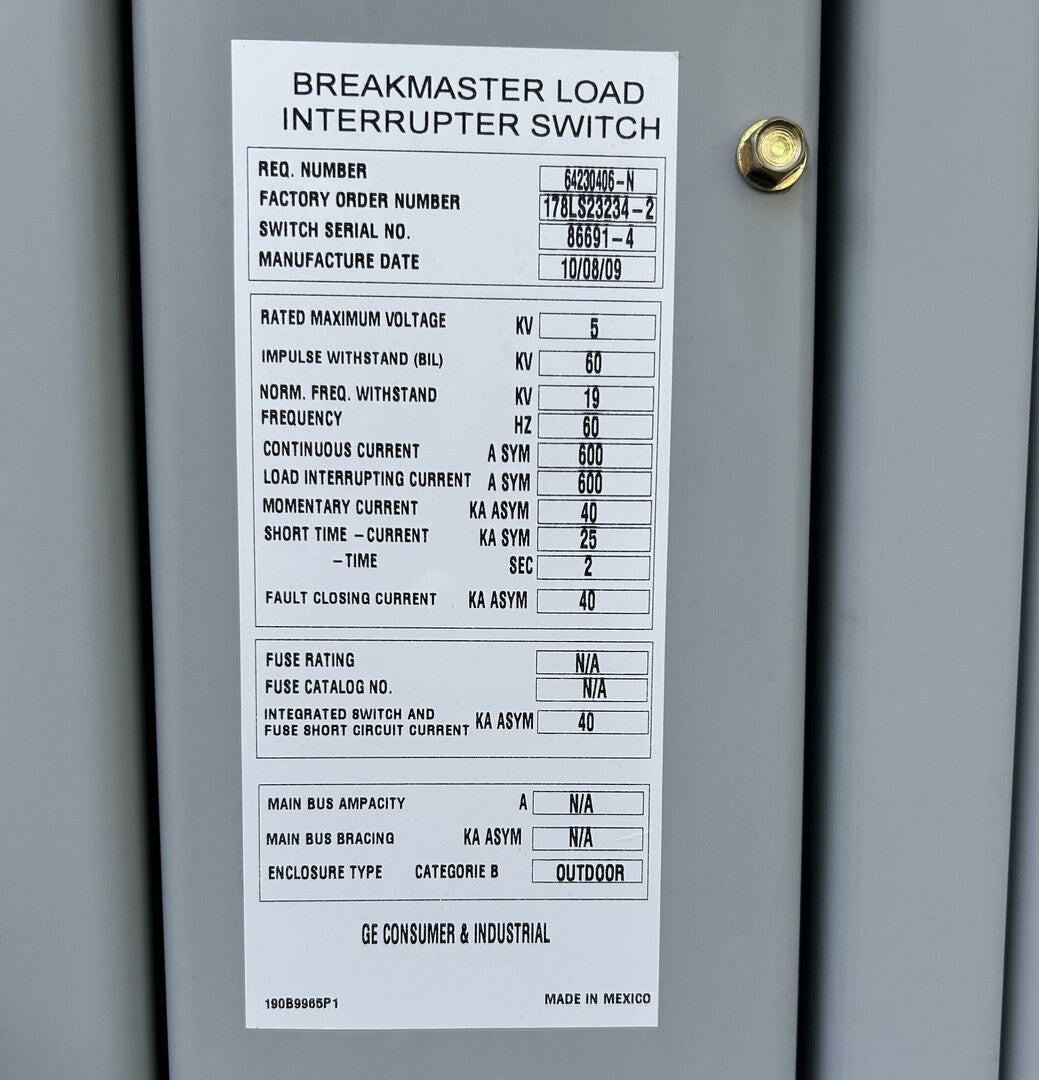 BREAKMASTER LOAD
INTERRUPTER SWITCH
REQ. NUMBER 64230406-N
FACTORY ORDER NUMBER 178LS23234-2
SWITCH SERIAL NO. 86691-4
MANUFACTURE DATE 10/08/09
RATED MAXIMUM VOLTAGE KV 5
IMPULSE WITHSTAND (BIL) KV 60
NORM. FREQ. WITHSTAND KV 19
FREQUENCY HZ 60
CONTINUOUS CURRENT A SYM 600
LOAD INTERRUPTING CURRENT A SYM 600
MOMENTARY CURRENT KA ASYM 40
SHORT TIME -CURRENT KA SYM 25
-TIME SEC 2
FAULT CLOSING CURRENT KA ASYM 40
FUSE RATING N/A
FUSE CATALOG NO. N/A
INTEGRATED SWITCH AND
FUSE SHORT CIRCUIT CURRENT KA ASYM 40
MAIN BUS AMPACITY A N/A
MAIN BUS BRACING KA ASYM N/A
ENCLOSURE TYPE CATEGORIE B OUTDOOR
GE CONSUMER & INDUSTRIAL
190B9965P1 MADE IN MEXICO